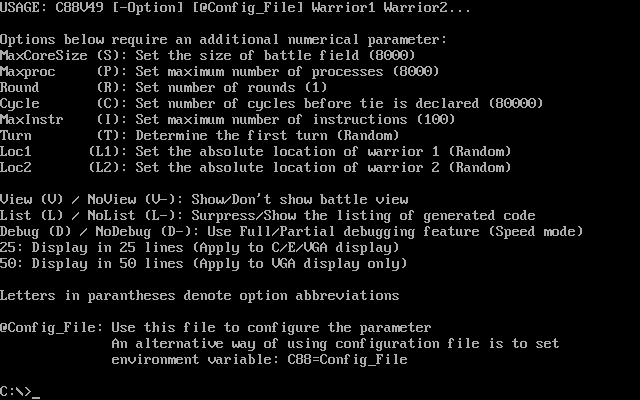 USAGE: C88V49 [-Option] [@Config_File] Warrior1 Warrior2...
Options below require an additional numerical parameter:
MaxCoreSize (S): Set the size of battle field (8000)
Maxproc     (P): Set maximum number of processes (8000)
Round       (R): Set number of rounds (1)
Cycle       (C): Set number of cycles before tie is declared (80000)
MaxInstr    (I): Set maximum number of instructions (100)
Turn        (T): Determine the first turn (Random)
Loc1       (L1): Set the absolute location of warrior 1 (Random)
Loc2       (L2): Set the absolute location of warrior 2 (Random)
View (V) / NoView (V-): Show/Don't show battle view
List (L) / NoList (L-): Surpress/Show the listing of generated code
Debug (D) / NoDebug (D-): Use Full/Partial debugging feature (Speed mode)
25: Display in 25 lines (Apply to C/E/VGA display)
50: Display in 50 lines (Apply to VGA display only)
Letters in parantheses denote option abbreviations
@Config_File: Use this file to configure the parameter
              An alternative way of using configuration file is to set
              environment variable: C88=Config_File
C:\>_